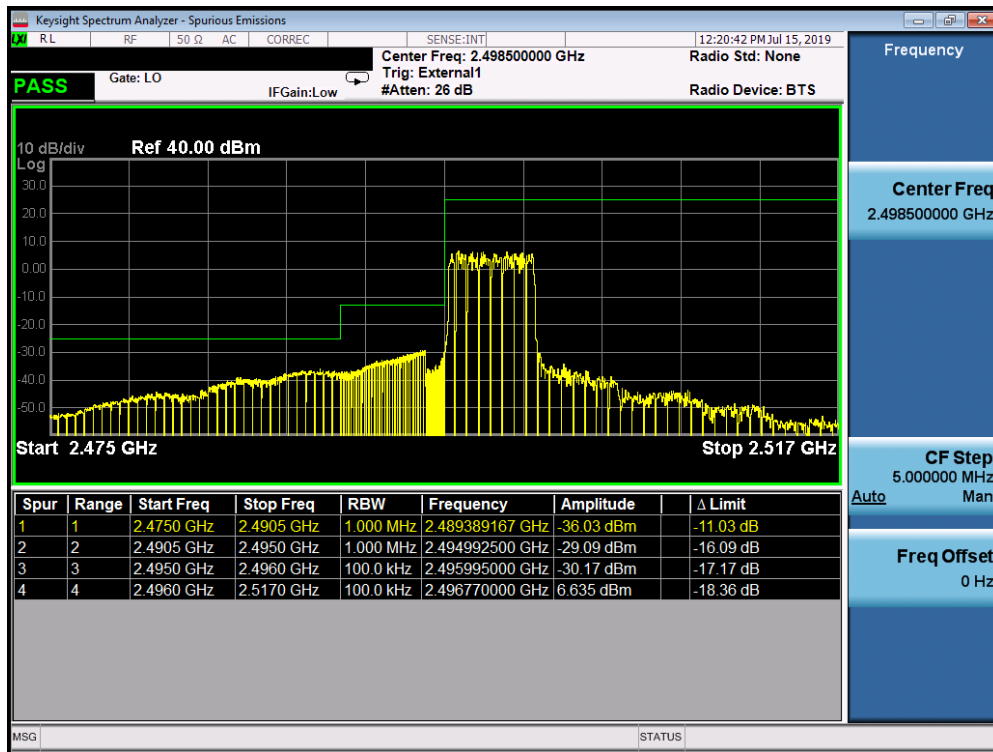 Keysight Spectrum Analyzer - Spurious Emissions
LXI RL RF 50 Ω AC CORREC SENSE:INT 12:20:42 PM Jul 15, 2019
Center Freq: 2.498500000 GHz Radio Std: None
PASS Gate: LO Trig: External1
IFGain:Low #Atten: 26 dB Radio Device: BTS
Frequency
10 dB/div Ref 40.00 dBm
Log
30.0
20.0
10.0
0.00
-10.0
-20.0
-30.0
-40.0
-50.0
Start 2.475 GHz Stop 2.517 GHz
Spur Range Start Freq Stop Freq RBW Frequency Amplitude Δ Limit
1 1 2.4750 GHz 2.4905 GHz 1.000 MHz 2.489389167 GHz -36.03 dBm -11.03 dB
2 2 2.4905 GHz 2.4950 GHz 1.000 MHz 2.494992500 GHz -29.09 dBm -16.09 dB
3 3 2.4950 GHz 2.4960 GHz 100.0 kHz 2.495995000 GHz -30.17 dBm -17.17 dB
4 4 2.4960 GHz 2.5170 GHz 100.0 kHz 2.496770000 GHz 6.635 dBm -18.36 dB
Center Freq
2.498500000 GHz
CF Step
5.000000 MHz
Auto Man
Freq Offset
0 Hz
MSG STATUS